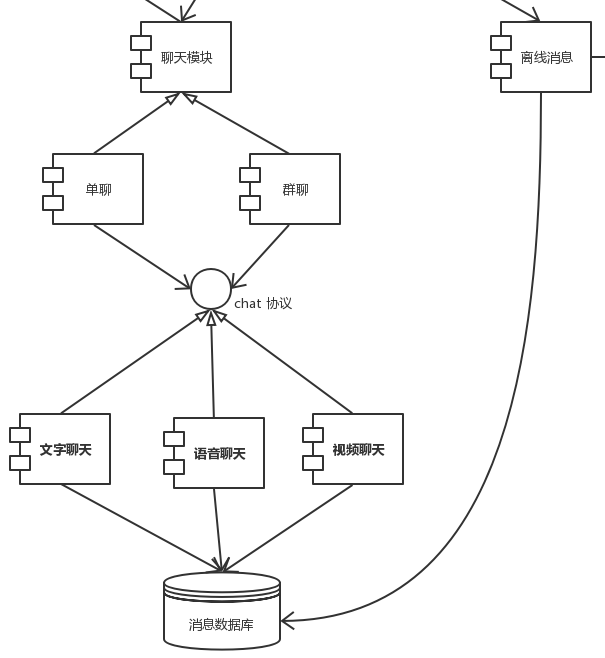 聊天模块
离线消息
单聊
群聊
chat 协议
文字聊天
语音聊天
视频聊天
消息数据库